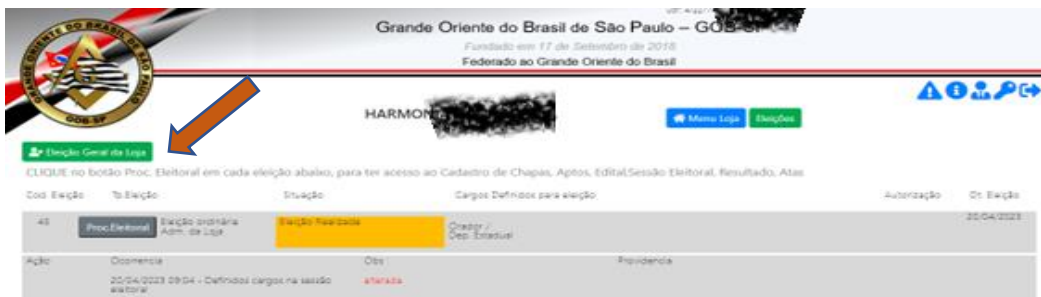 Grande Oriente do Brasil de São Paulo – GOB-SP
Fundado em 17 de Setembro de 2018
Federado ao Grande Oriente do Brasil
GRANDE ORIENTE DO BRASIL DE SÃO PAULO
GOB-SP
HARMON
Menu Loja
Eleições
Eleição Geral da Loja
CLIQUE no botão Proc. Eleitoral em cada eleição abaixo, para ter acesso ao Cadastro de Chapas, Aptos, Edital,Sessão Eleitoral, Resultado, Atas
Cod. Eleição Tp.Eleição Situação Cargos Definidos para eleição Autorização Dt. Eleição
Proc.Eleitoral Eleição ordinária Eleição Realizada Orador / 20/04/2023
Adm. de Loja Dep. Estadual
Ação Ocorrencia Obs Providencia
20/04/2023 09:04 - Definidos cargos na sessão alterada
eleitoral